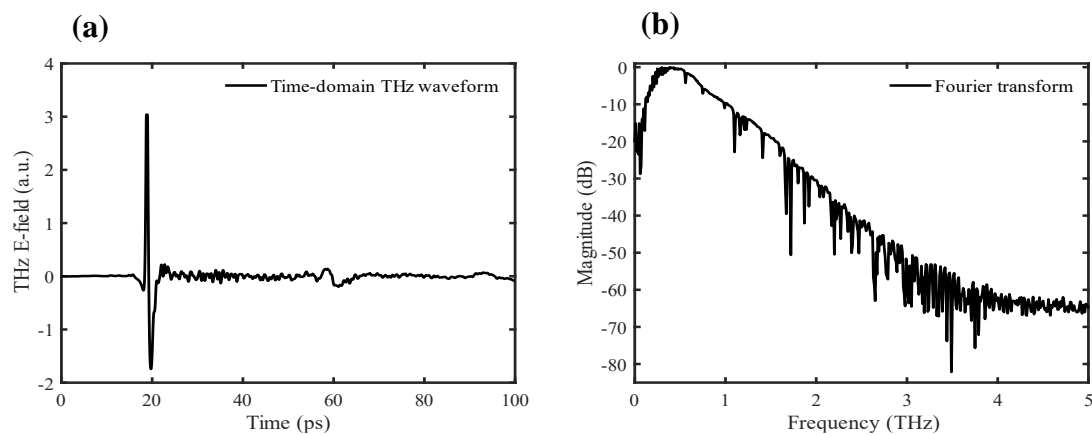 (a)
4
3
2
1
0
-1
-2
0 20 40 60 80 100
THz E-field (a.u.)
Time (ps)
Time-domain THz waveform
(b)
0
-10
-20
-30
-40
-50
-60
-70
-80
0 1 2 3 4 5
Magnitude (dB)
Frequency (THz)
Fourier transform